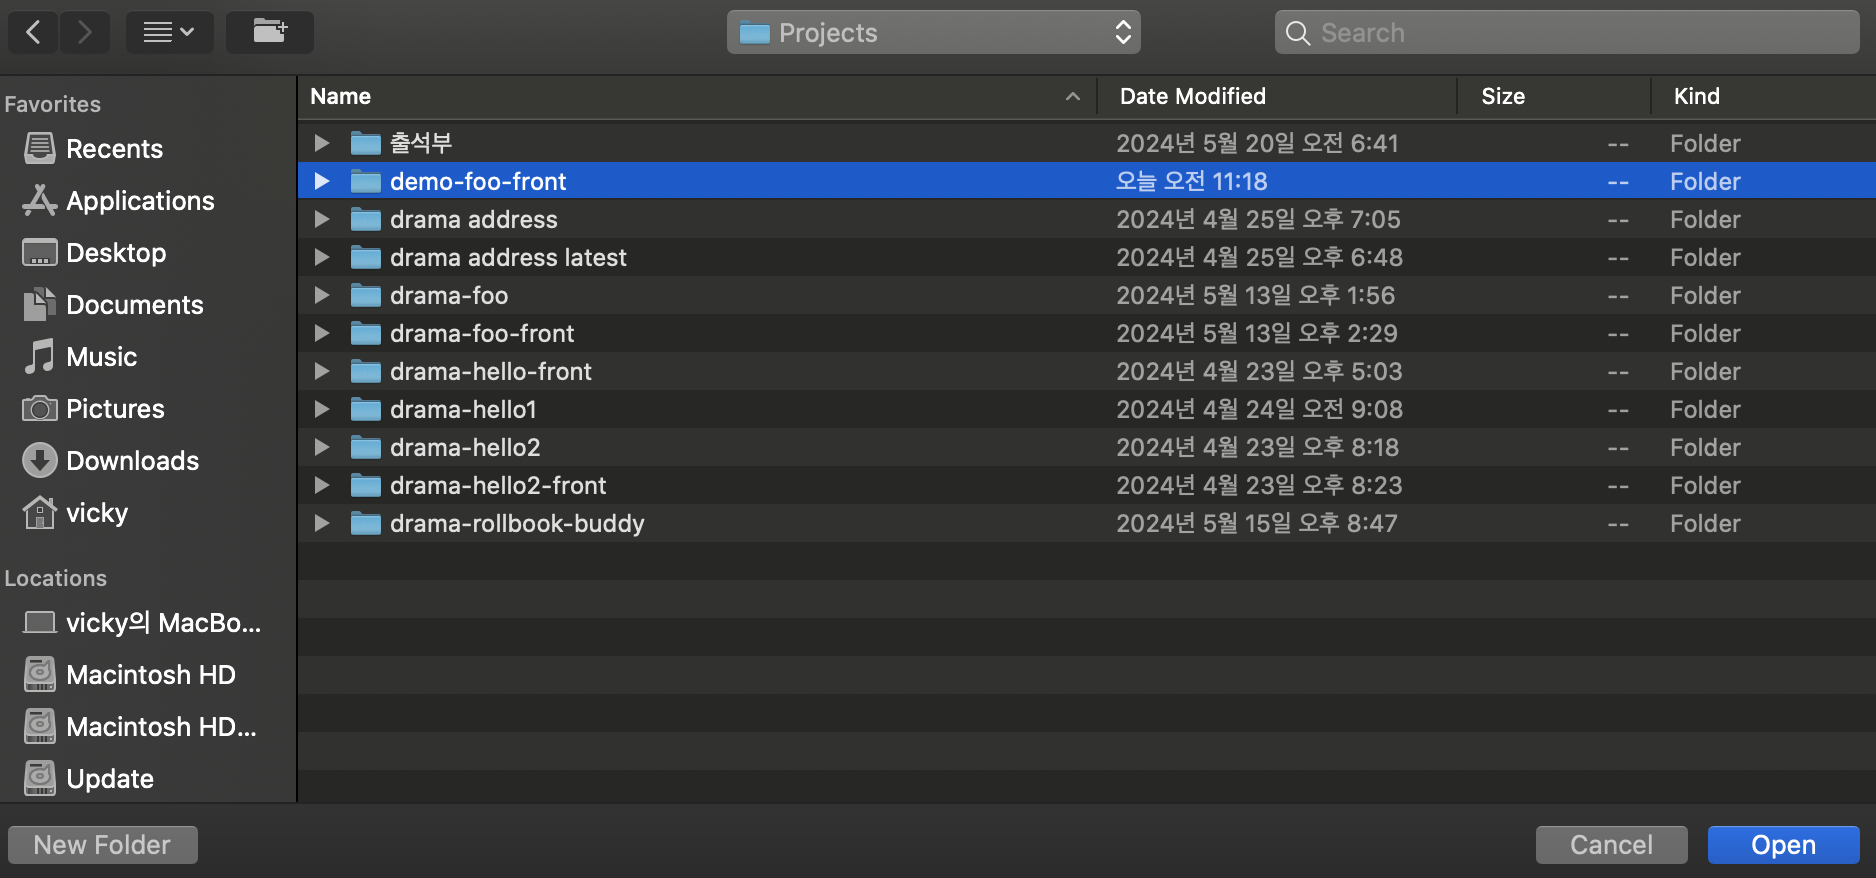 Projects
Search
Favorites
Recents
Applications
Desktop
Documents
Music
Pictures
Downloads
vicky
Locations
vicky의 MacBo...
Macintosh HD
Macintosh HD...
Update
Name Date Modified Size Kind
출석부 2024년 5월 20일 오전 6:41 -- Folder
demo-foo-front 오늘 오전 11:18 -- Folder
drama address 2024년 4월 25일 오후 7:05 -- Folder
drama address latest 2024년 4월 25일 오후 6:48 -- Folder
drama-foo 2024년 5월 13일 오후 1:56 -- Folder
drama-foo-front 2024년 5월 13일 오후 2:29 -- Folder
drama-hello-front 2024년 4월 23일 오후 5:03 -- Folder
drama-hello1 2024년 4월 24일 오전 9:08 -- Folder
drama-hello2 2024년 4월 23일 오후 8:18 -- Folder
drama-hello2-front 2024년 4월 23일 오후 8:23 -- Folder
drama-rollbook-buddy 2024년 5월 15일 오후 8:47 -- Folder
New Folder
Cancel
Open